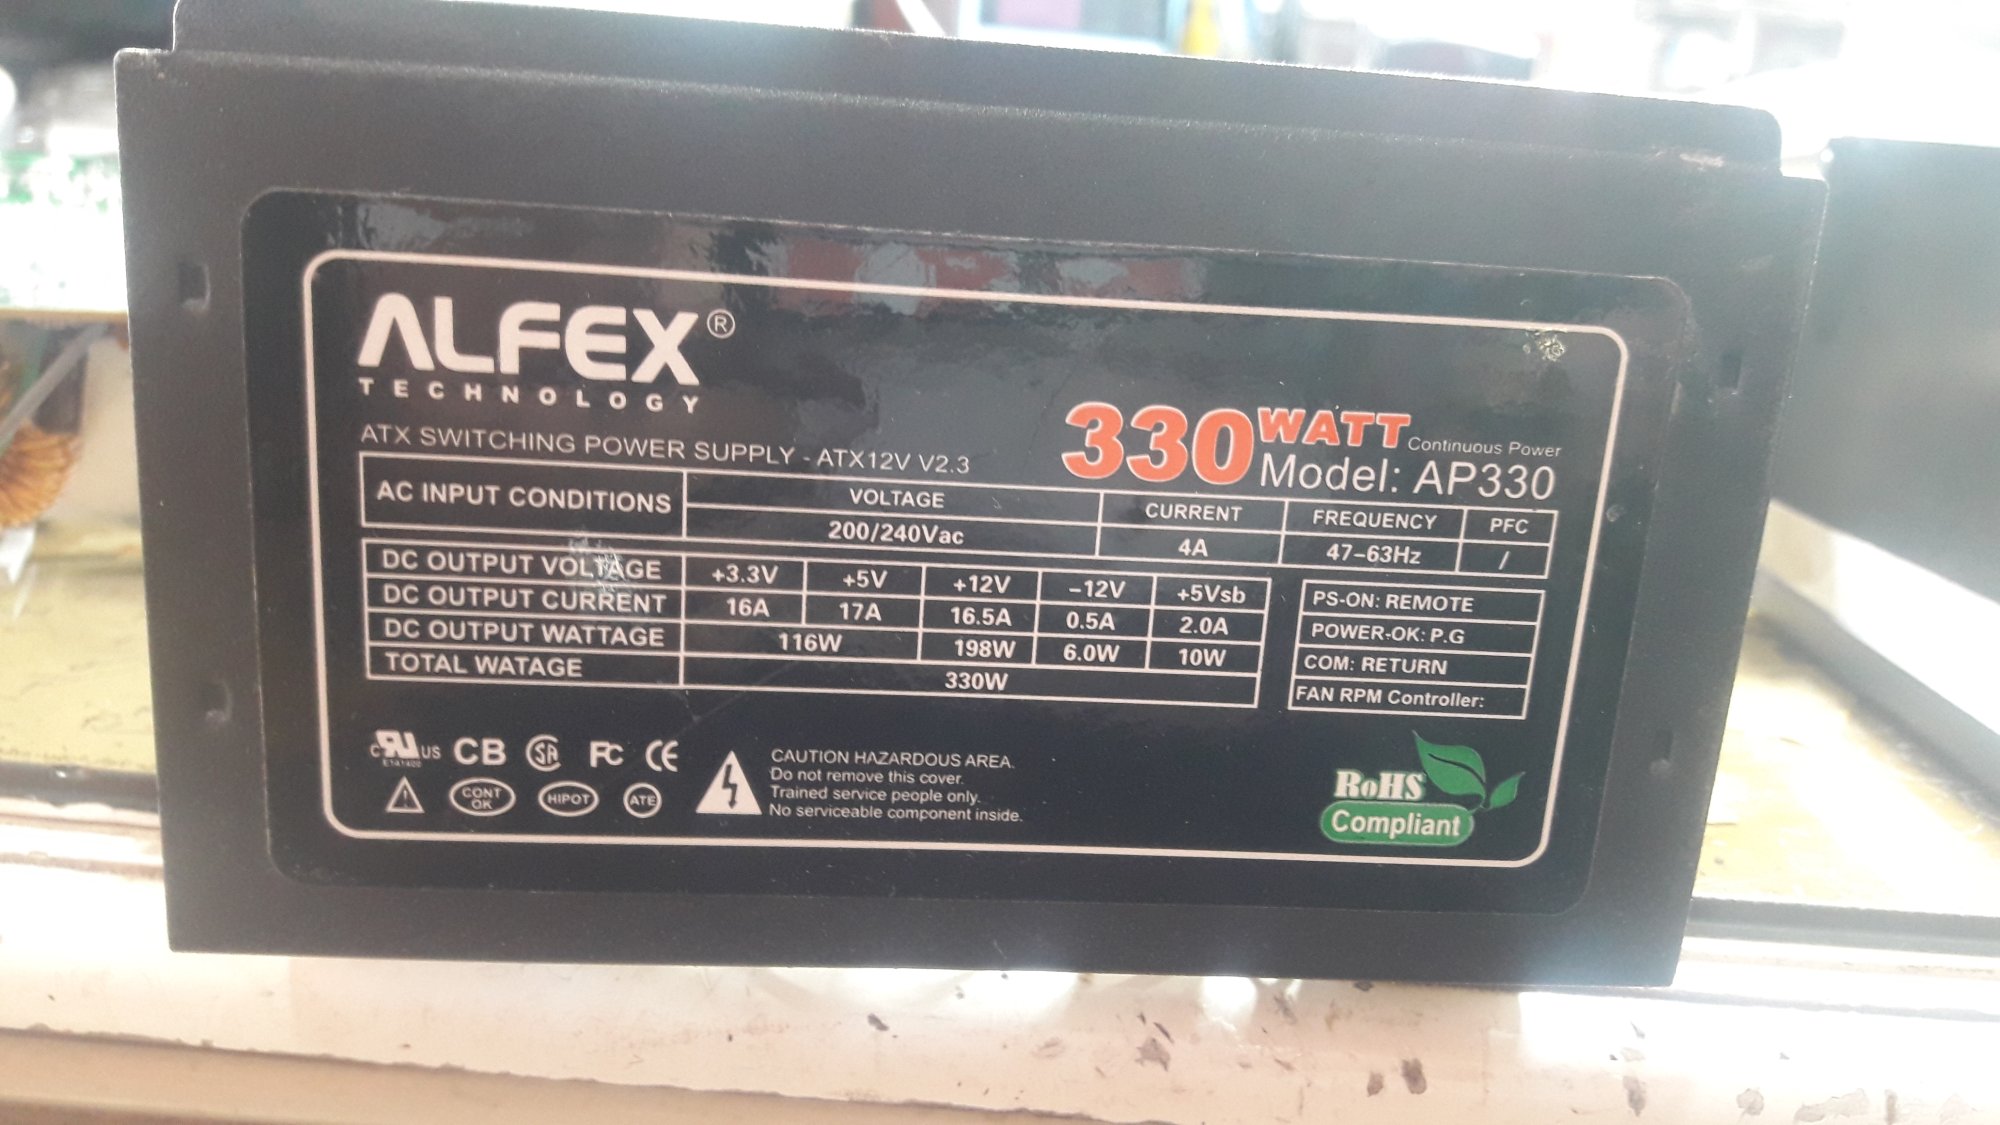 ALFEX®
TECHNOLOGY
ATX SWITCHING POWER SUPPLY - ATX12V V2.3
330WATT Continuous Power
Model: AP330
AC INPUT CONDITIONS VOLTAGE CURRENT FREQUENCY PFC
200/240Vac 4A 47-63Hz /
DC OUTPUT VOLTAGE +3.3V +5V +12V -12V +5Vsb
DC OUTPUT CURRENT 16A 17A 16.5A 0.5A 2.0A
DC OUTPUT WATTAGE 116W 198W 6.0W 10W
TOTAL WATAGE 330W
PS-ON: REMOTE
POWER-OK: P.G
COM: RETURN
FAN RPM Controller:
c RU US CB SA FC CE
CONT OK HIPOT ATE
CAUTION HAZARDOUS AREA.
Do not remove this cover.
Trained service people only.
No serviceable component inside.
RoHS
Compliant